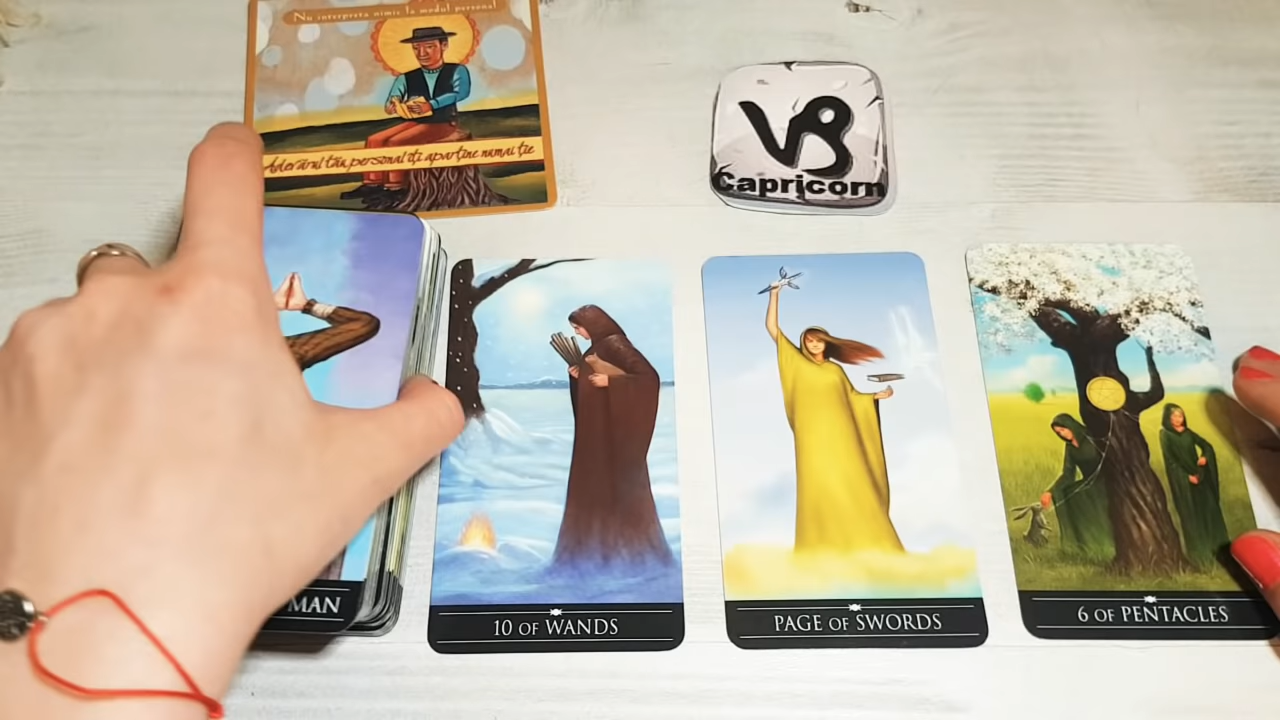 Nu interpreta nimic la modul personal
Adevărul tău personal îți aparține numai ție
Capricorn
MAN
10 OF WANDS
PAGE OF SWORDS
6 OF PENTACLES